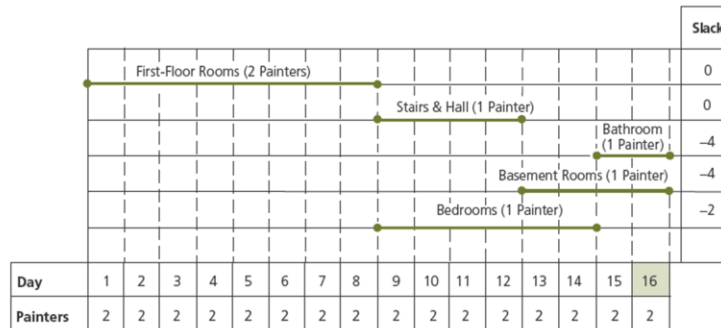 Slack
First-Floor Rooms (2 Painters)
0
Stairs & Hall (1 Painter)
0
Bathroom
(1 Painter)
–4
Basement Rooms (1 Painter)
–4
Bedrooms (1 Painter)
–2
Day 1 2 3 4 5 6 7 8 9 10 11 12 13 14 15 16
Painters 2 2 2 2 2 2 2 2 2 2 2 2 2 2 2 2